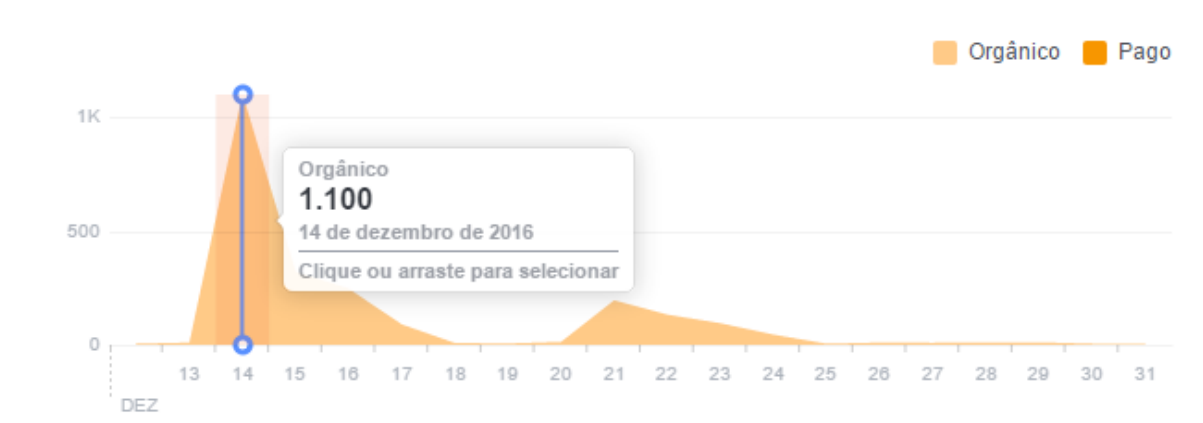 Orgânico Pago
1K
Orgânico
1.100
14 de dezembro de 2016
500
Clique ou arraste para selecionar
0
13 14 15 16 17 18 19 20 21 22 23 24 25 26 27 28 29 30 31
DEZ